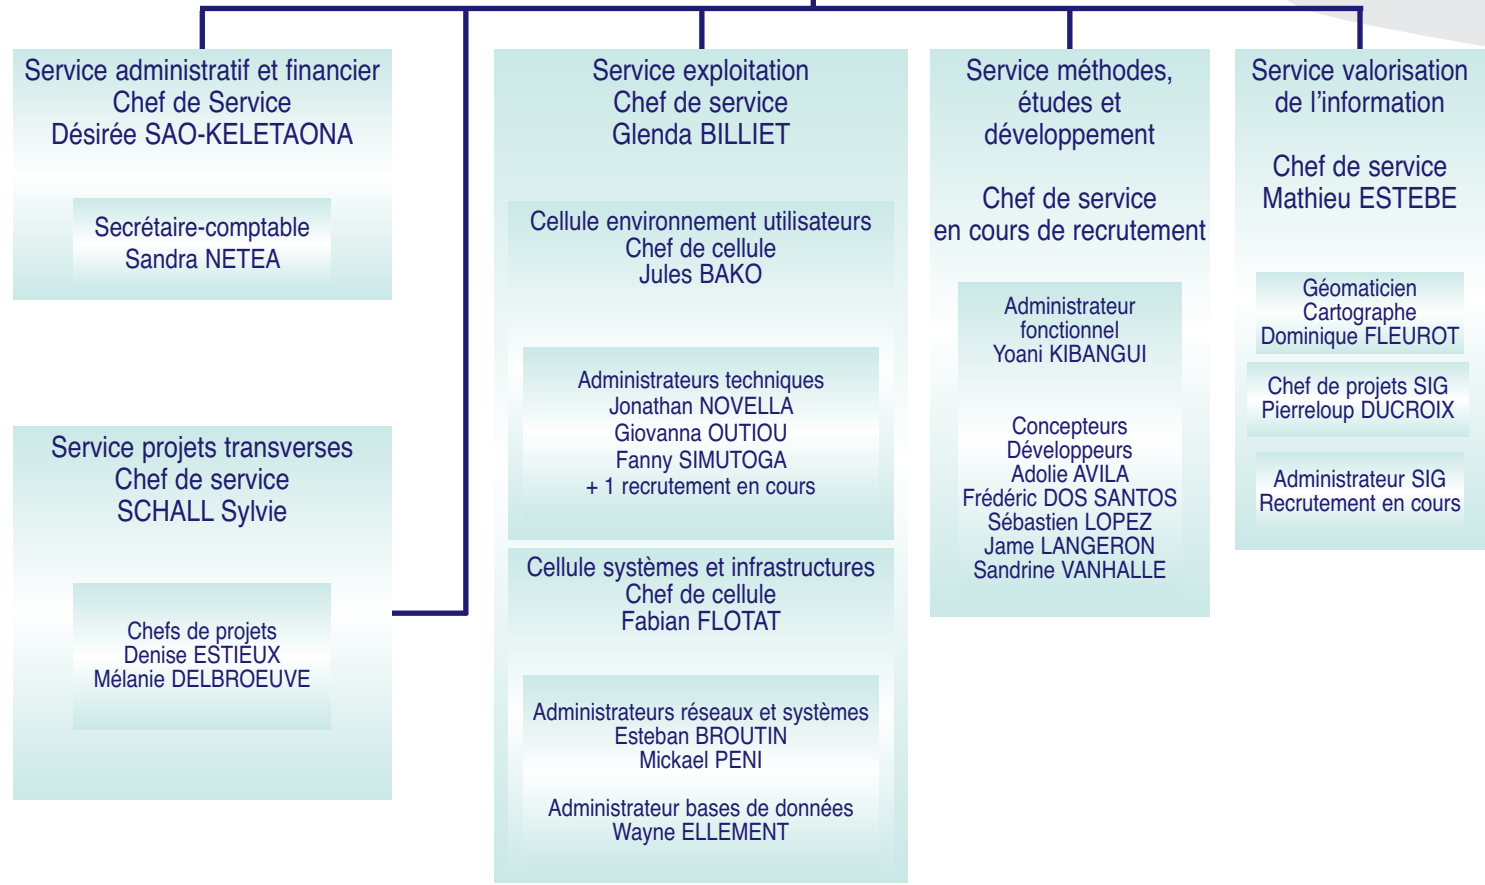 Service administratif et financier
Chef de Service
Désirée SAO-KELETAONA
Secrétaire-comptable
Sandra NETEA
Service projets transverses
Chef de service
SCHALL Sylvie
Chefs de projets
Denise ESTIEUX
Mélanie DELBROEUVE
Service exploitation
Chef de service
Glenda BILLIET
Cellule environnement utilisateurs
Chef de cellule
Jules BAKO
Administrateurs techniques
Jonathan NOVELLA
Giovanna OUTIOU
Fanny SIMUTOGA
+ 1 recrutement en cours
Cellule systèmes et infrastructures
Chef de cellule
Fabian FLOTAT
Administrateurs réseaux et systèmes
Esteban BROUTIN
Mickael PENI
Administrateur bases de données
Wayne ELLEMENT
Service méthodes,
études et
développement
Chef de service
en cours de recrutement
Administrateur
fonctionnel
Yoani KIBANGUI
Concepteurs
Développeurs
Adolie AVILA
Frédéric DOS SANTOS
Sébastien LOPEZ
Jame LANGERON
Sandrine VANHALLE
Service valorisation
de l'information
Chef de service
Mathieu ESTEBE
Géomaticien
Cartographe
Dominique FLEUROT
Chef de projets SIG
Pierreloup DUCROIX
Administrateur SIG
Recrutement en cours